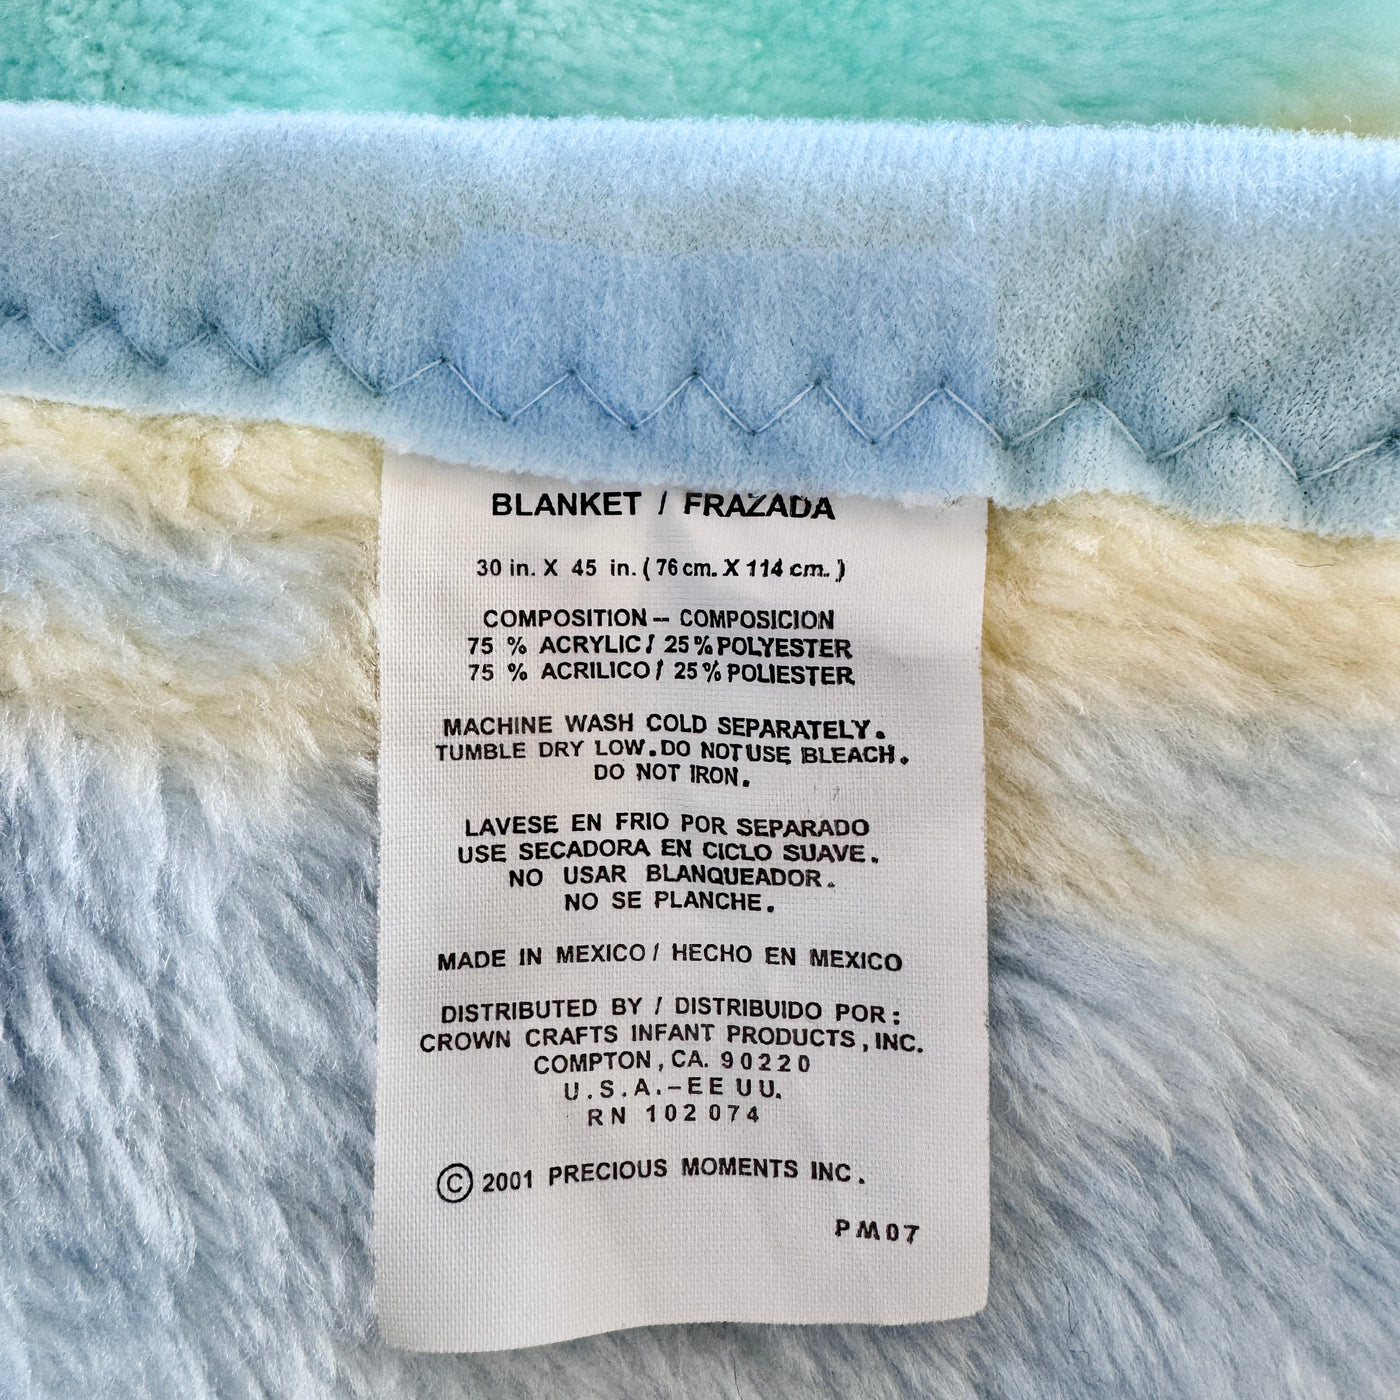 BLANKET / FRAZADA
30 in. X 45 in. ( 76 cm. X 114 cm. )
COMPOSITION -- COMPOSICION
75 % ACRYLIC / 25 % POLYESTER
75 % ACRILICO / 25 % POLIESTER
MACHINE WASH COLD SEPARATELY.
TUMBLE DRY LOW. DO NOT USE BLEACH.
DO NOT IRON.
LAVESE EN FRIO POR SEPARADO
USE SECADORA EN CICLO SUAVE.
NO USAR BLANQUEADOR.
NO SE PLANCHE.
MADE IN MEXICO / HECHO EN MEXICO
DISTRIBUTED BY / DISTRIBUIDO POR:
CROWN CRAFTS INFANT PRODUCTS, INC.
COMPTON, CA. 90220
U.S.A.-EE UU.
RN 102 074
© 2001 PRECIOUS MOMENTS INC.
PM07